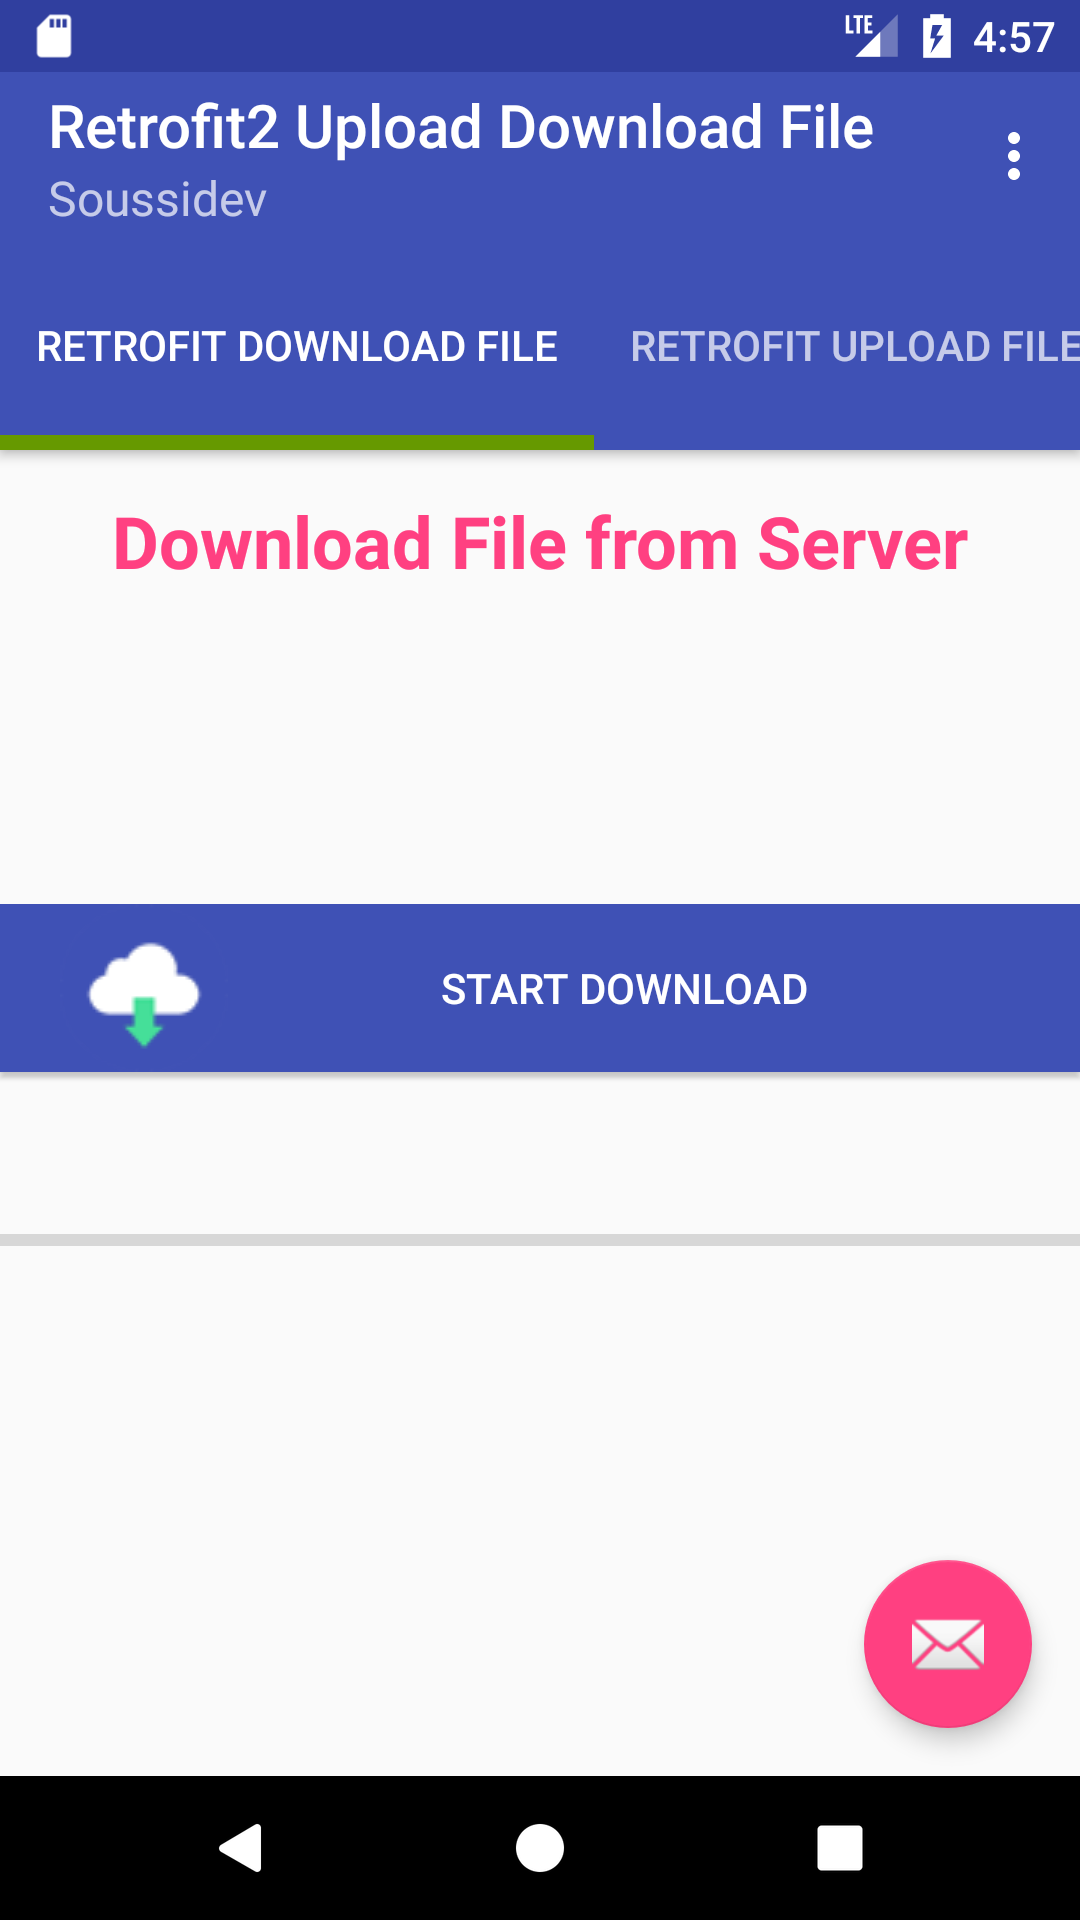 LTE 4:57
Retrofit2 Upload Download File
Soussidev
RETROFIT DOWNLOAD FILE
RETROFIT UPLOAD FILE
Download File from Server
START DOWNLOAD